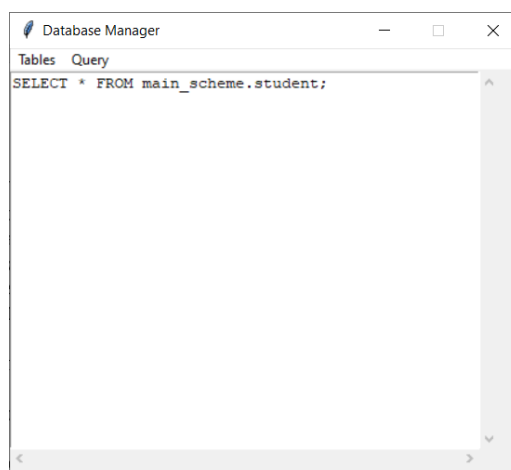 Database Manager
Tables Query
SELECT * FROM main_scheme.student;